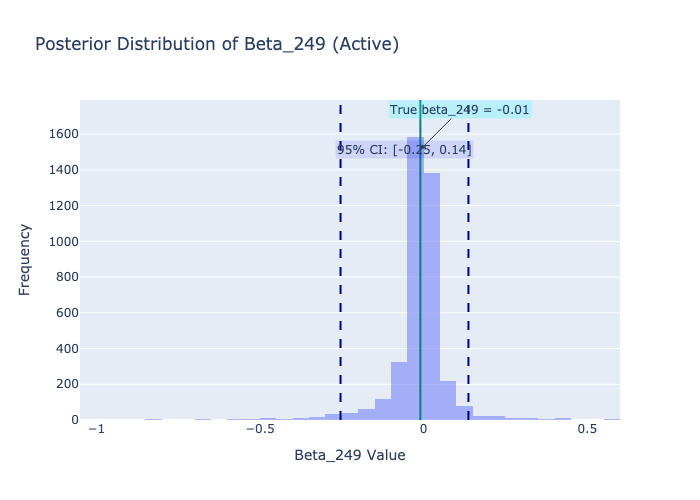 Posterior Distribution of Beta_249 (Active)
True beta_249 = -0.01
95% CI: [-0.25, 0.14]
1600
1400
1200
1000
800
600
400
200
0
Frequency
−1
−0.5
0
0.5
Beta_249 Value